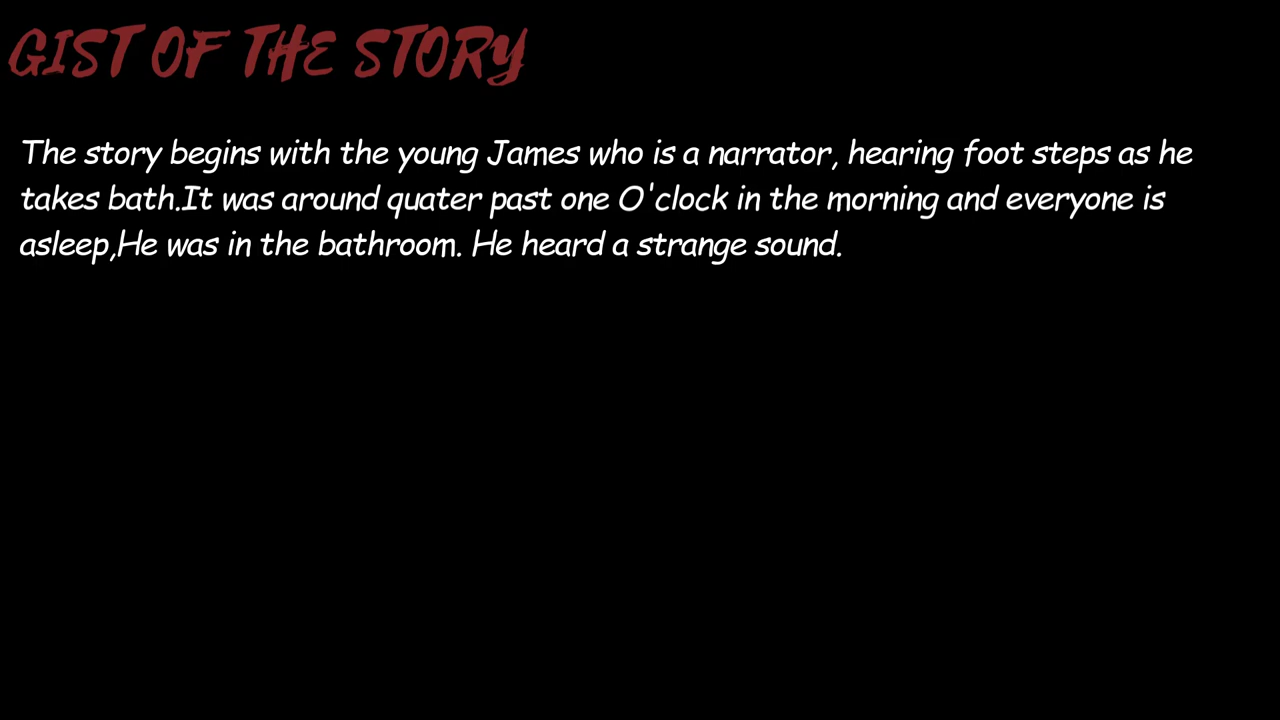 GIST OF THE STORY
The story begins with the young James who is a narrator, hearing foot steps as he
takes bath.It was around quater past one O'clock in the morning and everyone is
asleep,He was in the bathroom. He heard a strange sound.